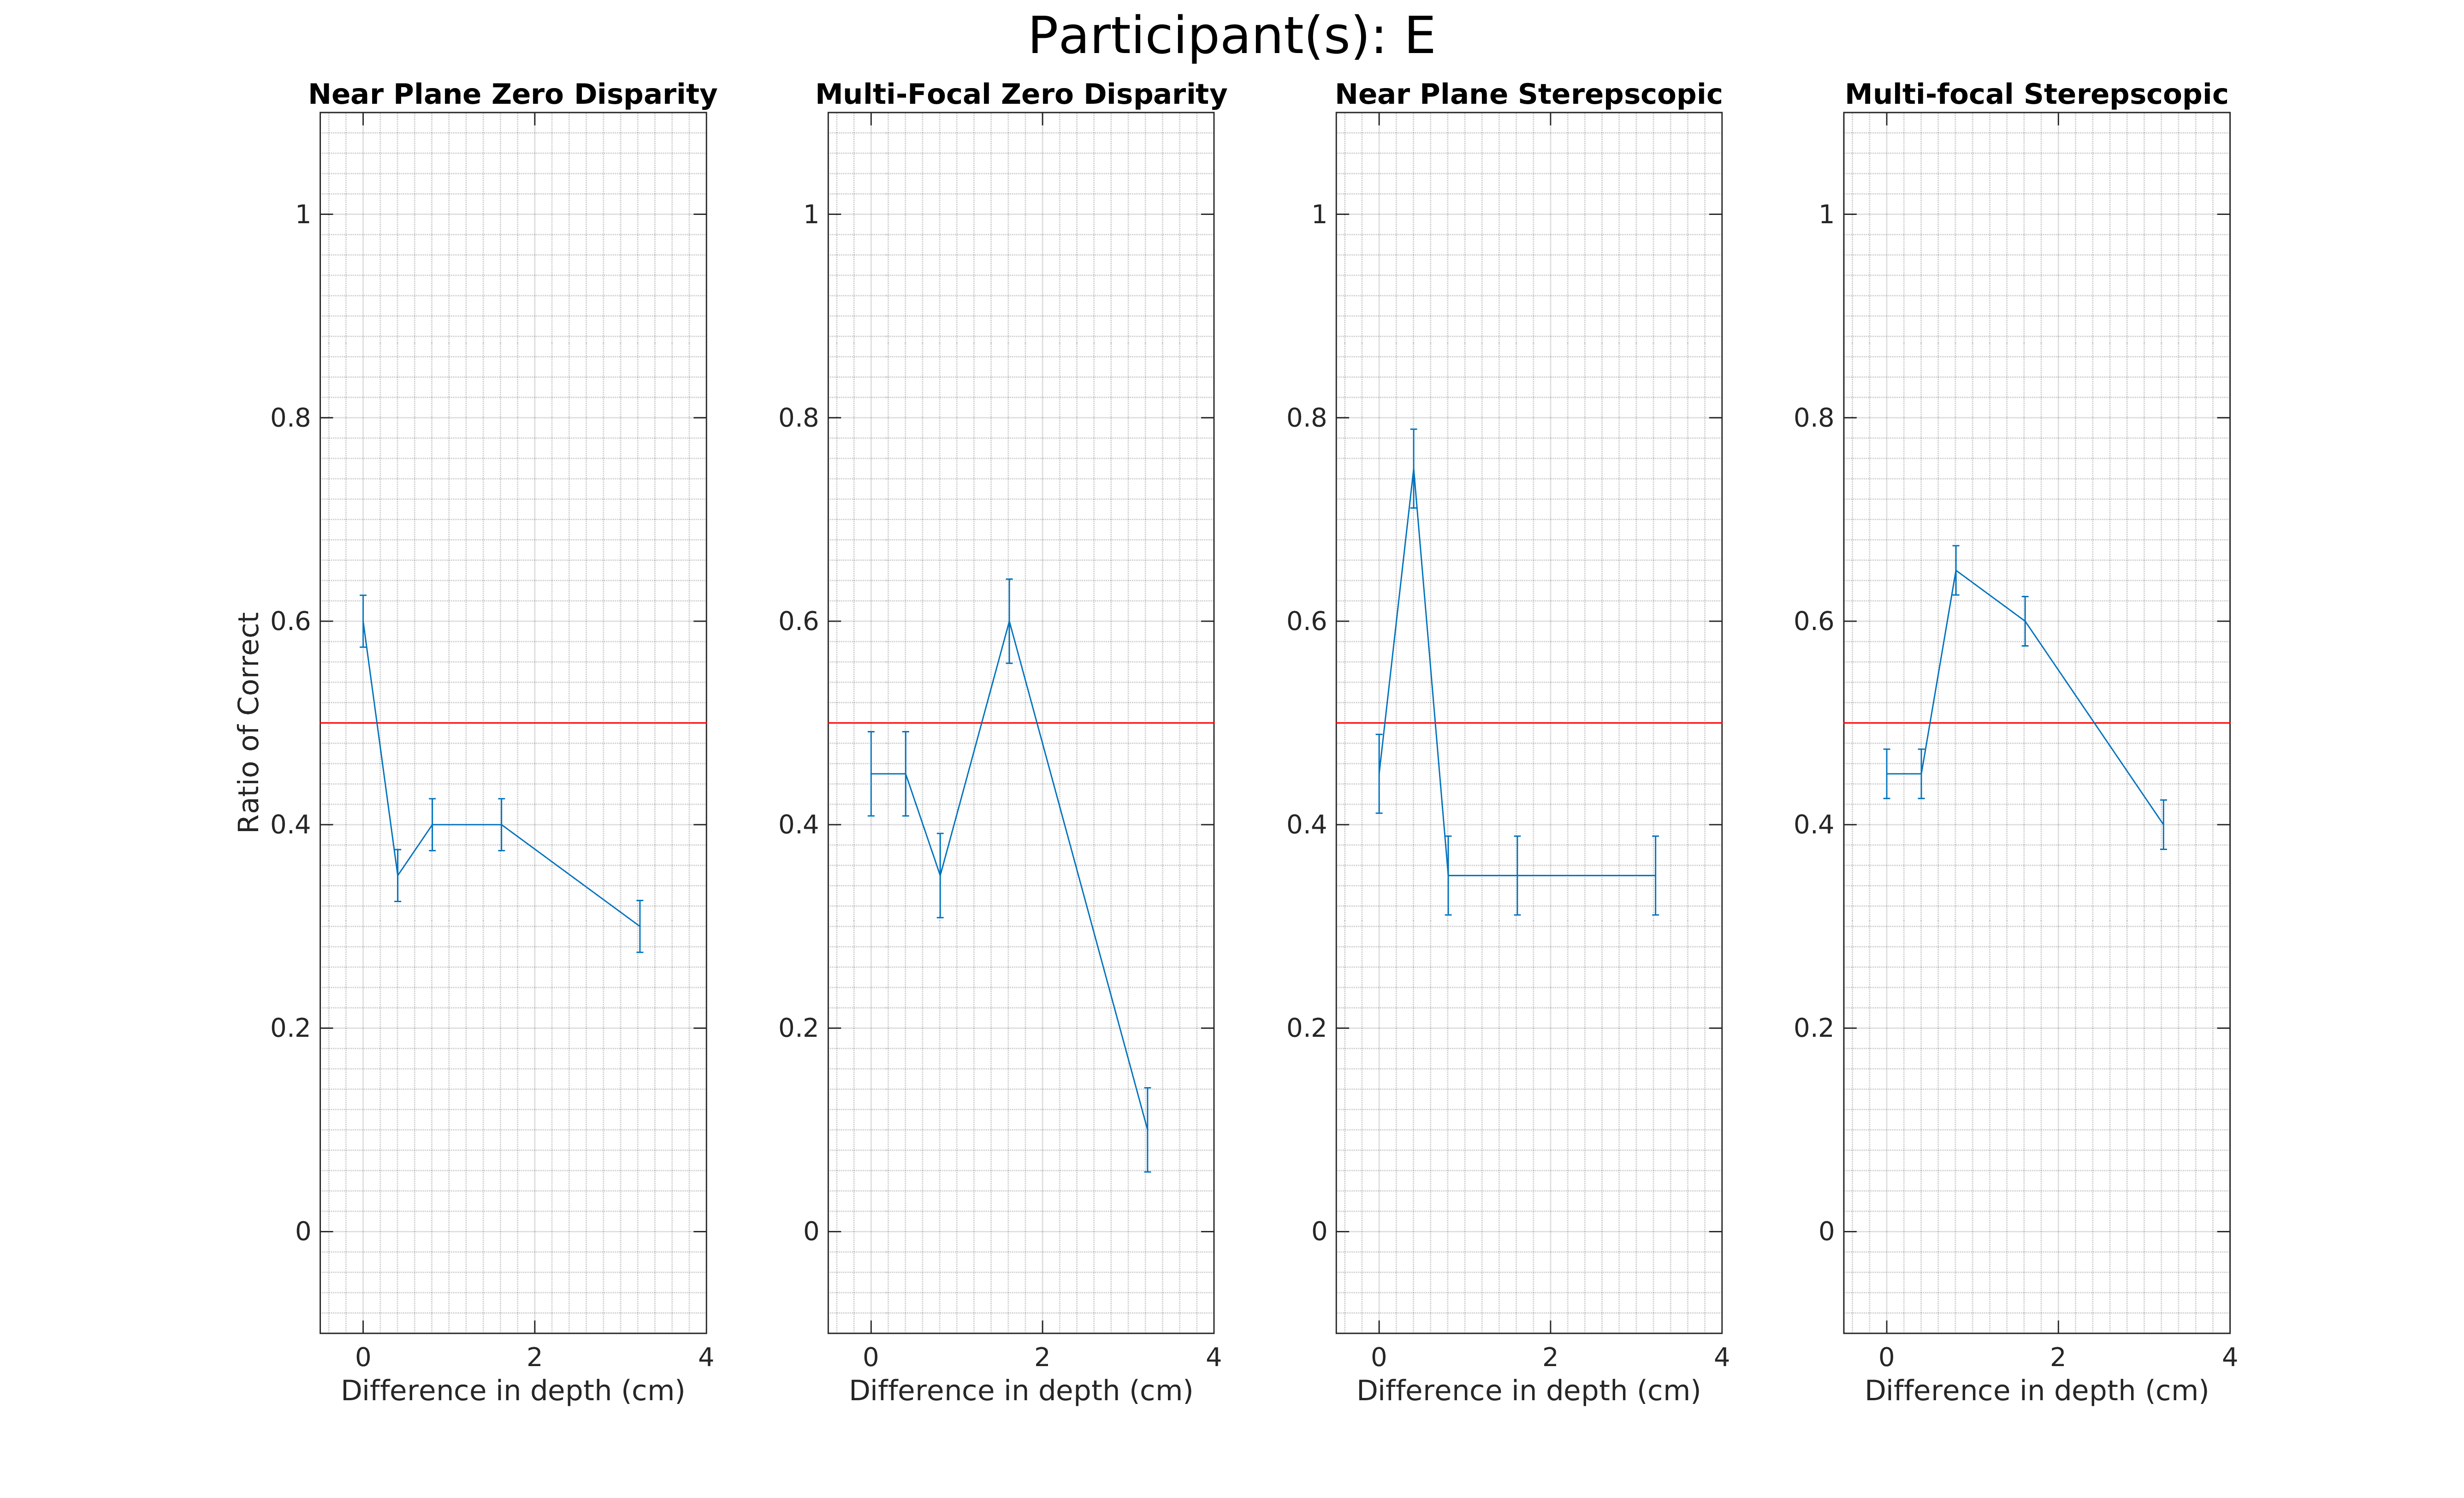 Participant(s): E
Near Plane Zero Disparity
Multi-Focal Zero Disparity
Near Plane Sterepscopic
Multi-focal Sterepscopic
Ratio of Correct
1
0.8
0.6
0.4
0.2
0
0 2 4
Difference in depth (cm)
1
0.8
0.6
0.4
0.2
0
0 2 4
Difference in depth (cm)
1
0.8
0.6
0.4
0.2
0
0 2 4
Difference in depth (cm)
1
0.8
0.6
0.4
0.2
0
0 2 4
Difference in depth (cm)